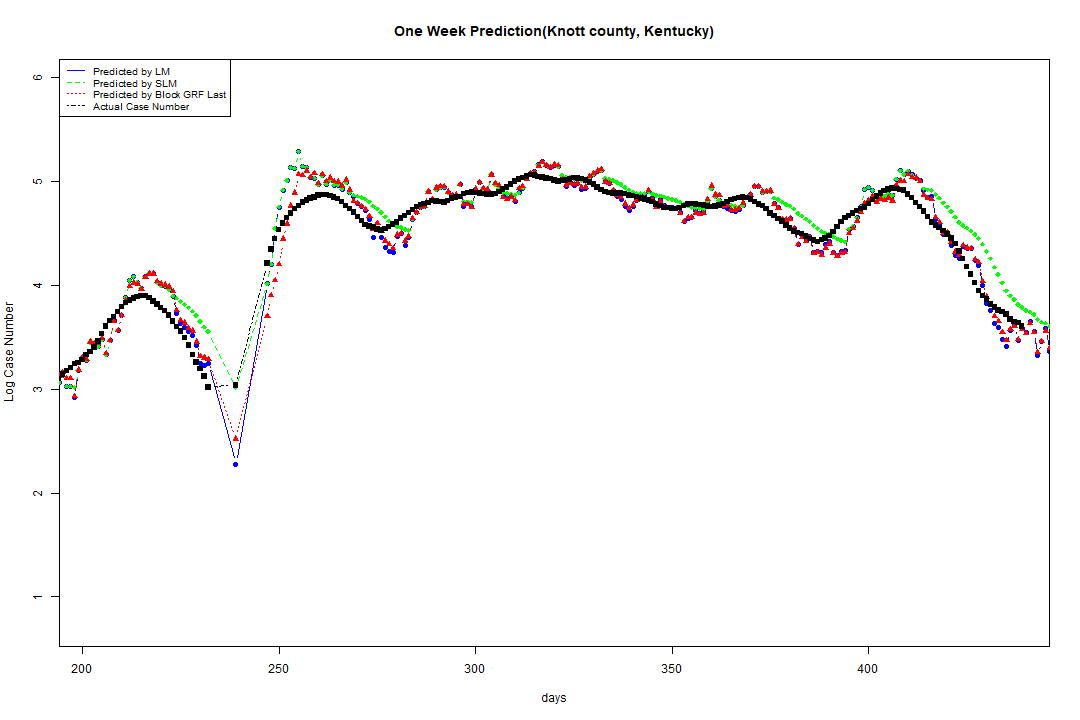 One Week Prediction(Knott county, Kentucky)
Predicted by LM
Predicted by SLM
Predicted by Block GRF Last
Actual Case Number
6
5
4
3
2
1
Log Case Number
200 250 300 350 400
days